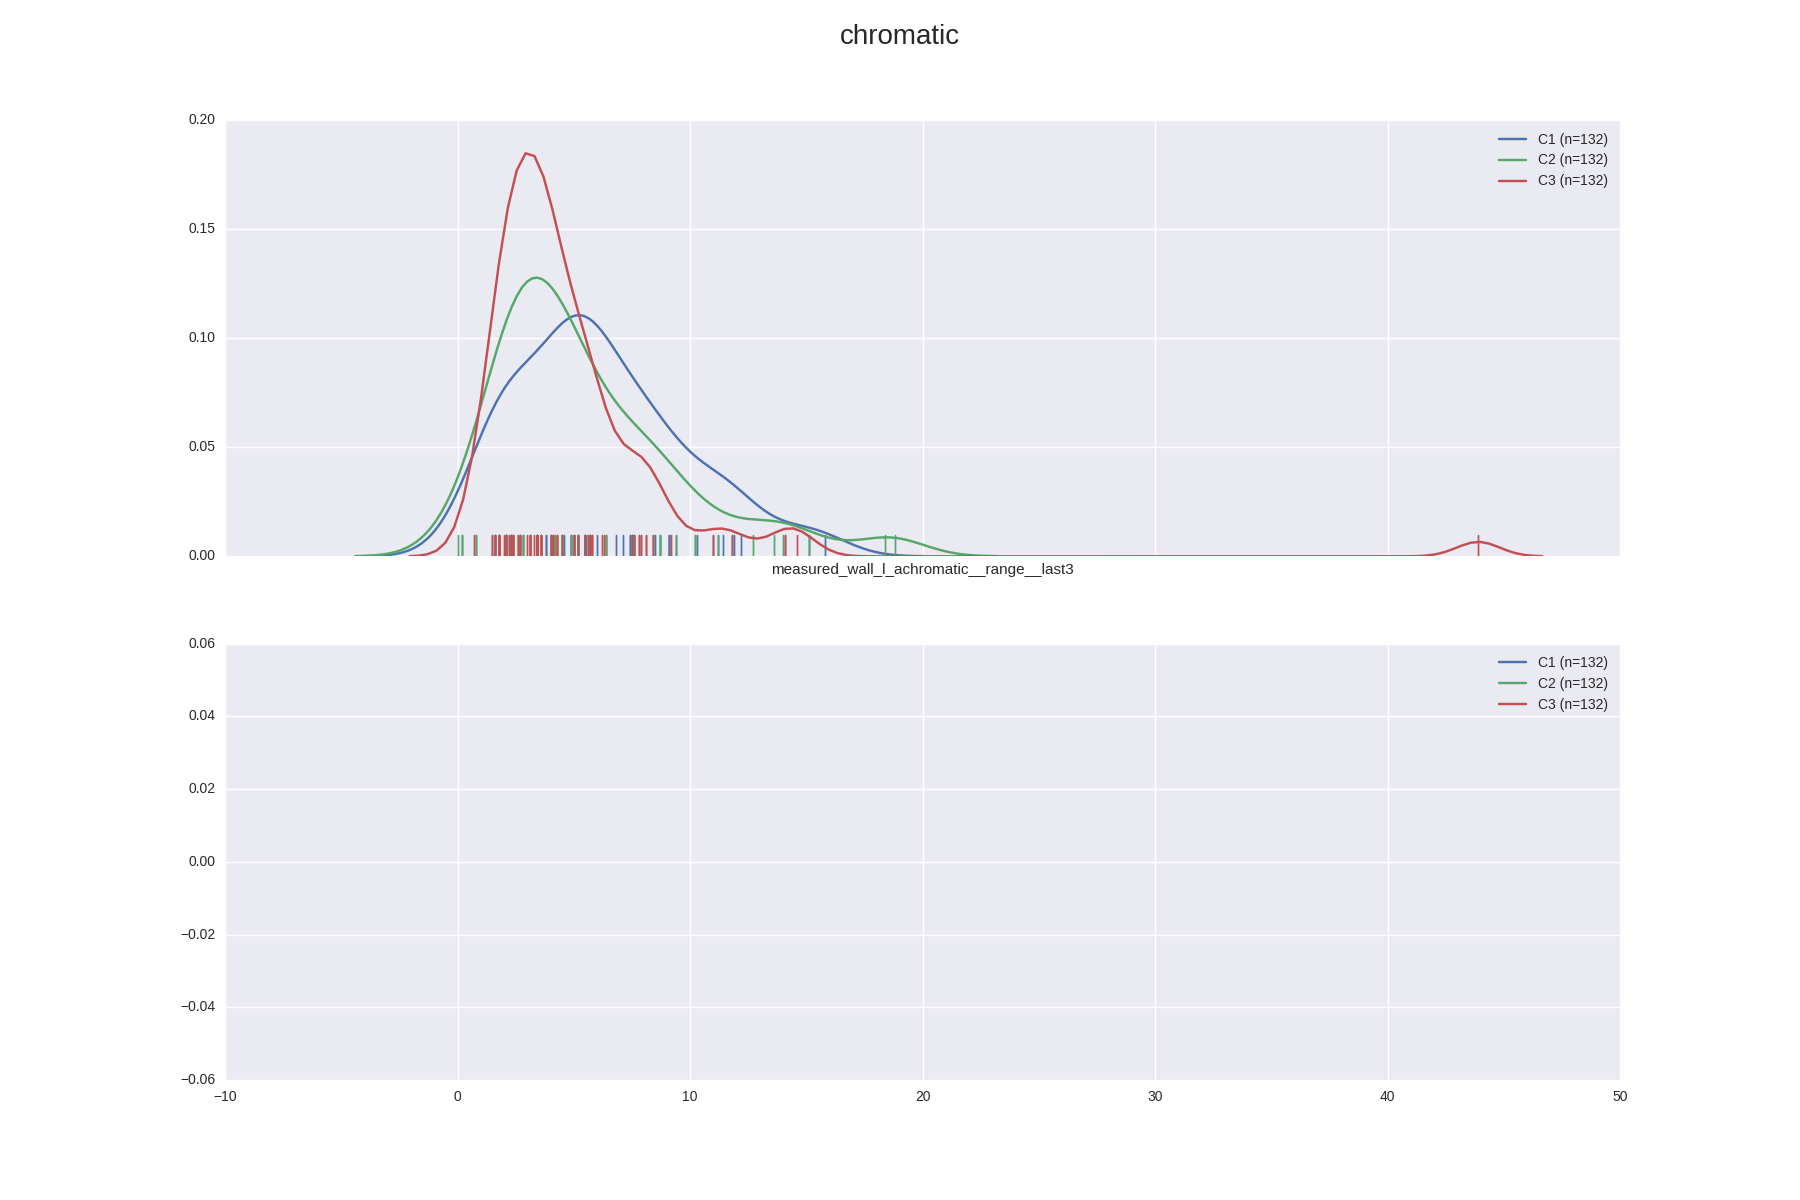 chromatic
0.20
0.15
0.10
0.05
0.00
C1 (n=132)
C2 (n=132)
C3 (n=132)
measured_wall_l_achromatic__range__last3
0.06
0.04
0.02
0.00
−0.02
−0.04
−0.06
C1 (n=132)
C2 (n=132)
C3 (n=132)
−10 0 10 20 30 40 50